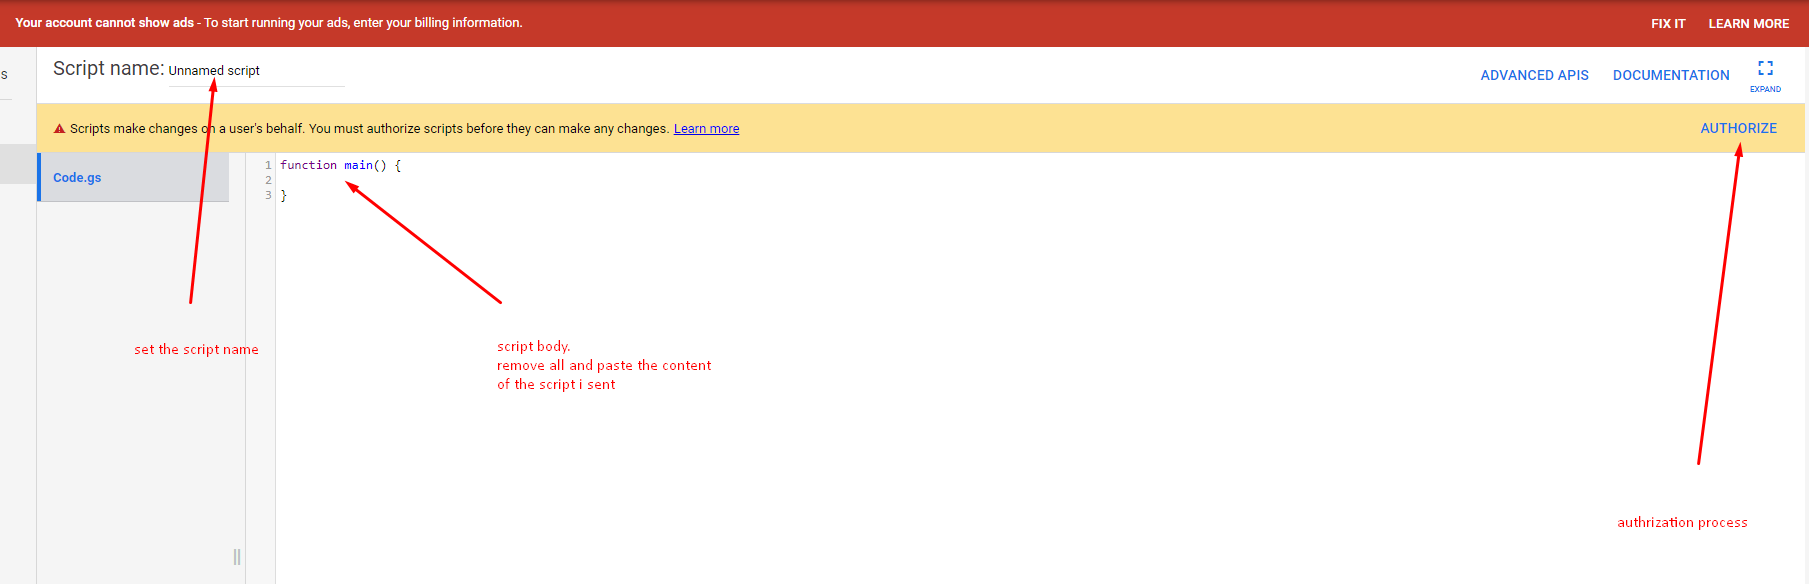 Your account cannot show ads - To start running your ads, enter your billing information.
FIX IT LEARN MORE
s
Script name: Unnamed script
ADVANCED APIS DOCUMENTATION
EXPAND
Scripts make changes on a user's behalf. You must authorize scripts before they can make any changes. Learn more
AUTHORIZE
Code.gs
1 function main() {
2
3 }
set the script name
script body.
remove all and paste the content
of the script i sent
authrization process